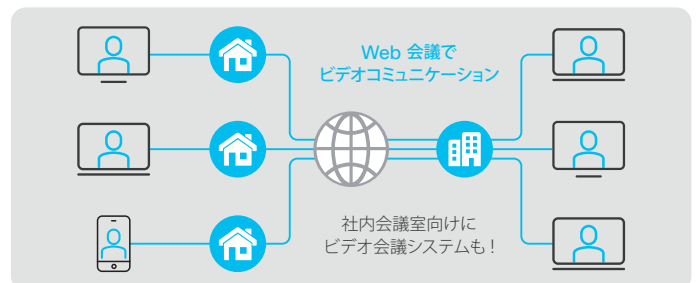 Web 会議で
ビデオコミュニケーション
社内会議室向けに
ビデオ会議システムも！